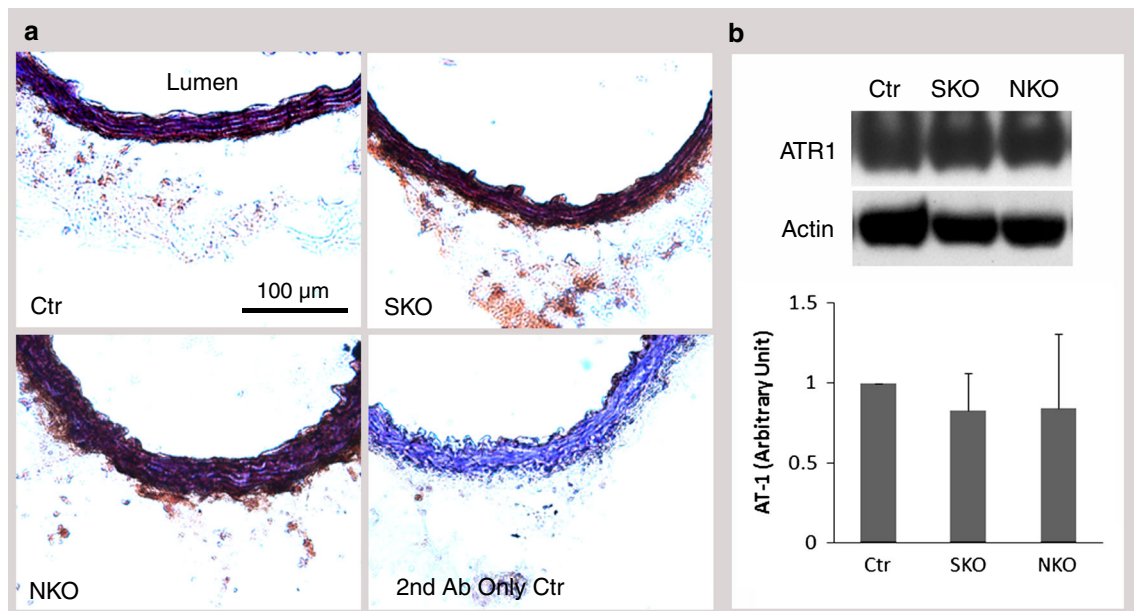 a
Lumen
Ctr
100 µm
SKO
NKO
2nd Ab Only Ctr
b
Ctr SKO NKO
ATR1
Actin
AT-1 (Arbitrary Unit)
1.5
1
0.5
0
Ctr SKO NKO